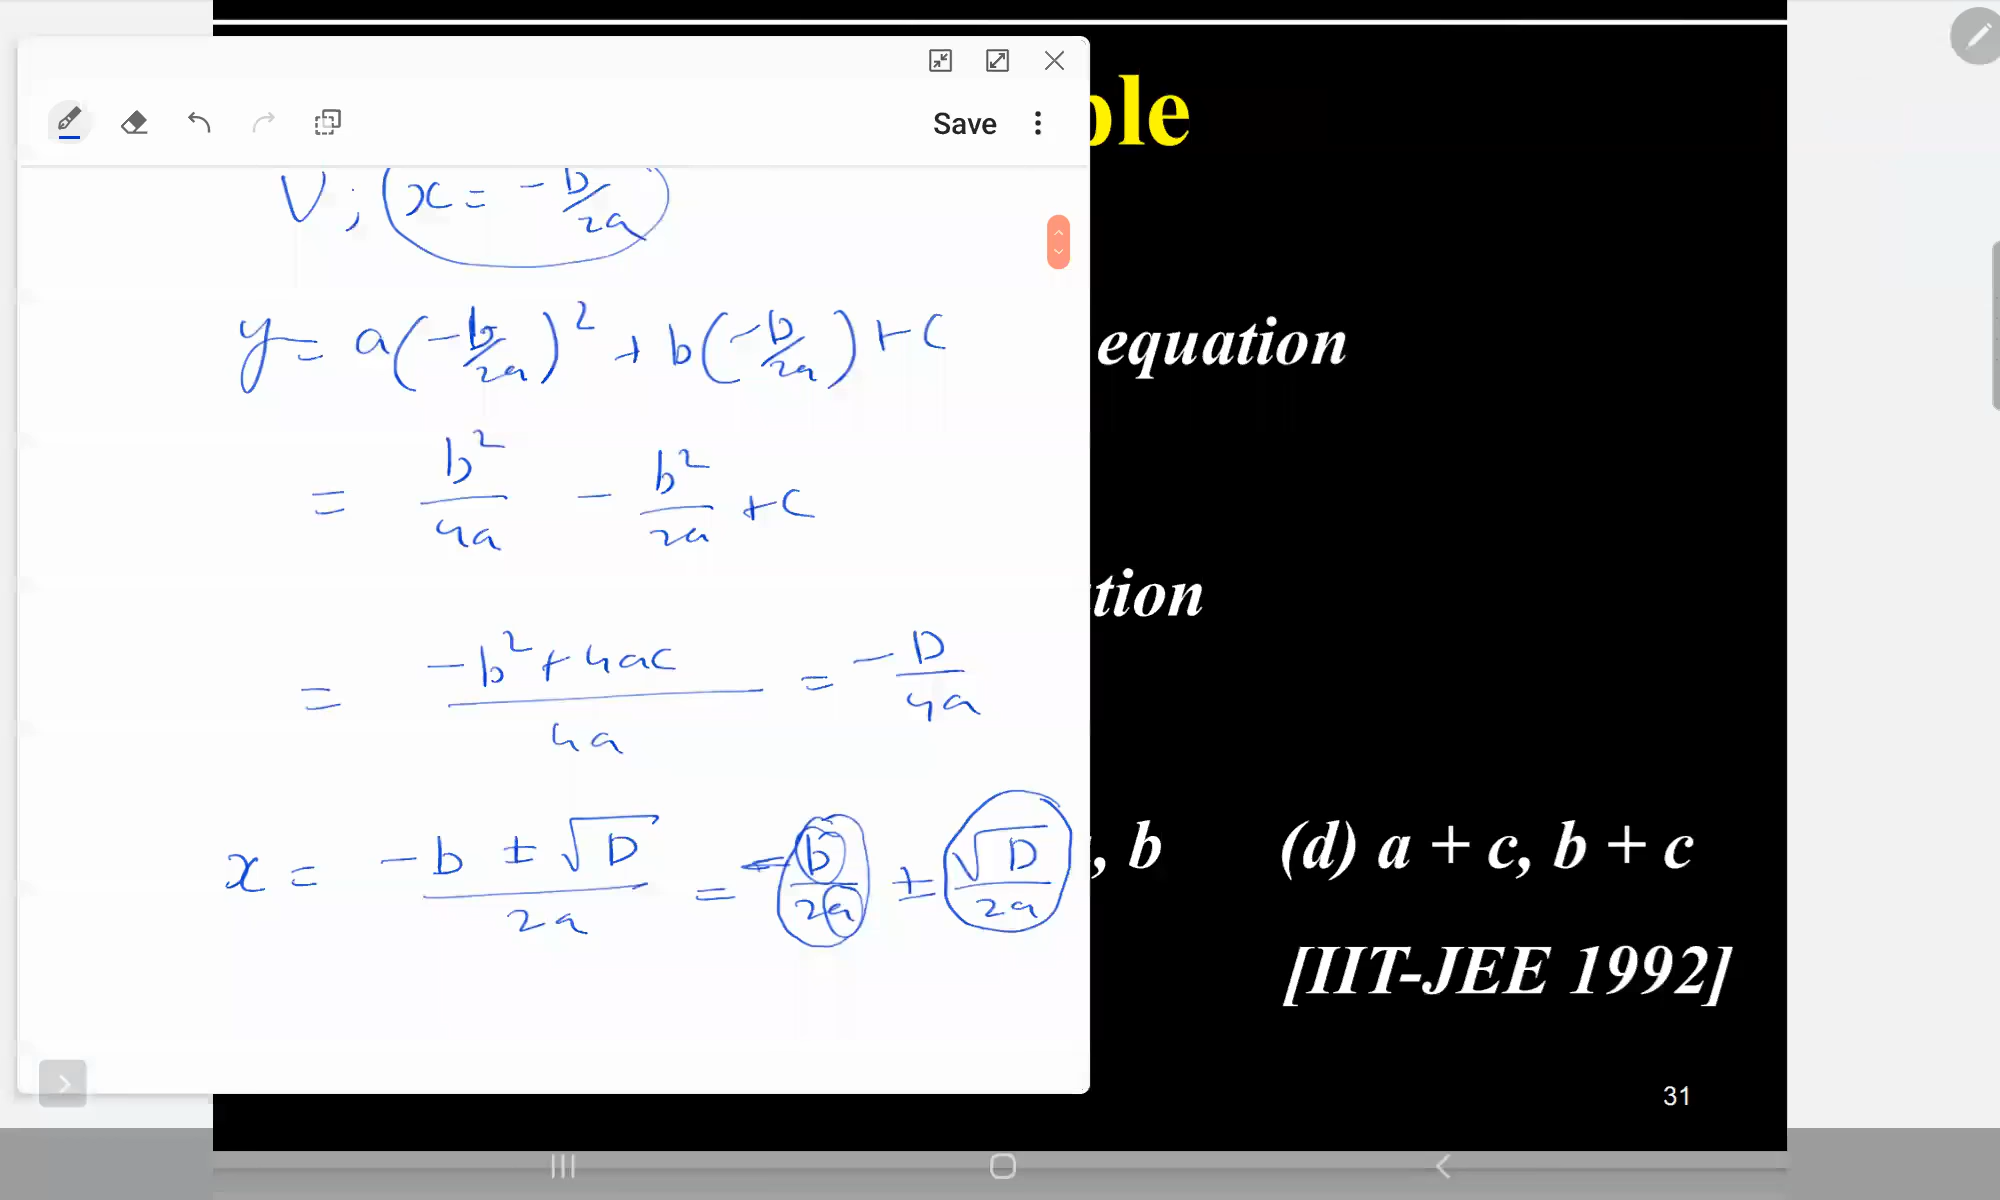 Save
V ; (x = -b/2a)
y = a(-b/2a)² + b(-b/2a) + c
= b²/4a - b²/2a + c
= -b² + 4ac / 4a = -D/4a
x = -b ± √D / 2a = -b/2a ± √D/2a
ple
equation
tion
, b (d) a + c, b + c
[IIT-JEE 1992]
31